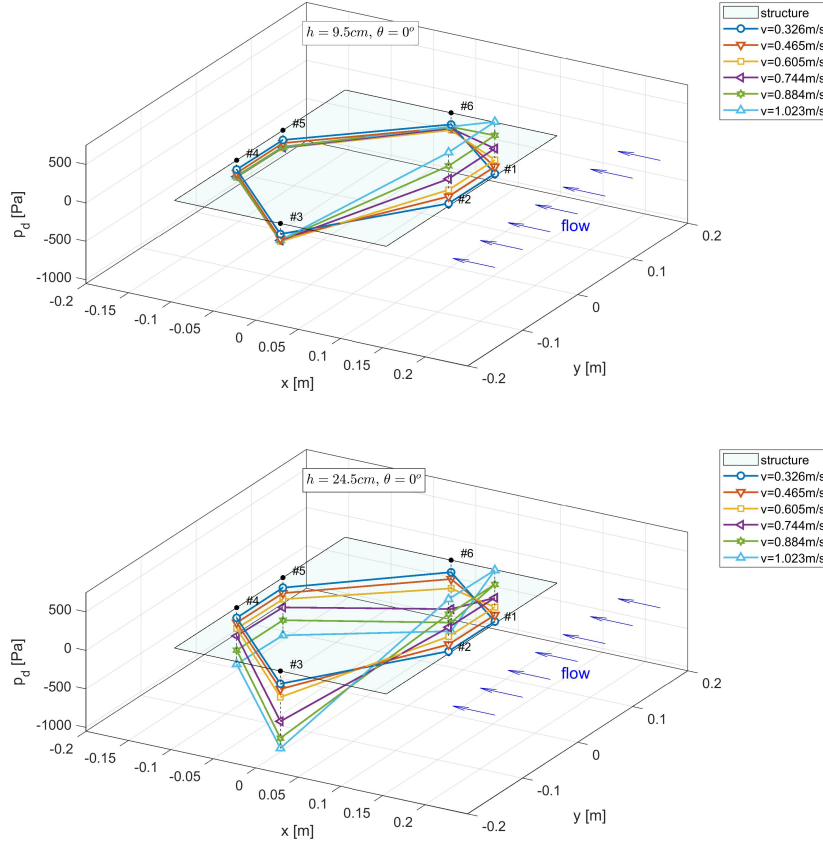 h = 9.5cm, θ = 0°
structure
v=0.326m/s
v=0.465m/s
v=0.605m/s
v=0.744m/s
v=0.884m/s
v=1.023m/s
#6
#5
#4
#1
#2
#3
flow
500
0
-500
-1000
p_d [Pa]
-0.2
-0.15
-0.1
-0.05
0
0.05
0.1
0.15
0.2
x [m]
-0.2
-0.1
0
0.1
0.2
y [m]
h = 24.5cm, θ = 0°
structure
v=0.326m/s
v=0.465m/s
v=0.605m/s
v=0.744m/s
v=0.884m/s
v=1.023m/s
#6
#5
#4
#1
#2
#3
flow
500
0
-500
-1000
p_d [Pa]
-0.2
-0.15
-0.1
-0.05
0
0.05
0.1
0.15
0.2
x [m]
-0.2
-0.1
0
0.1
0.2
y [m]